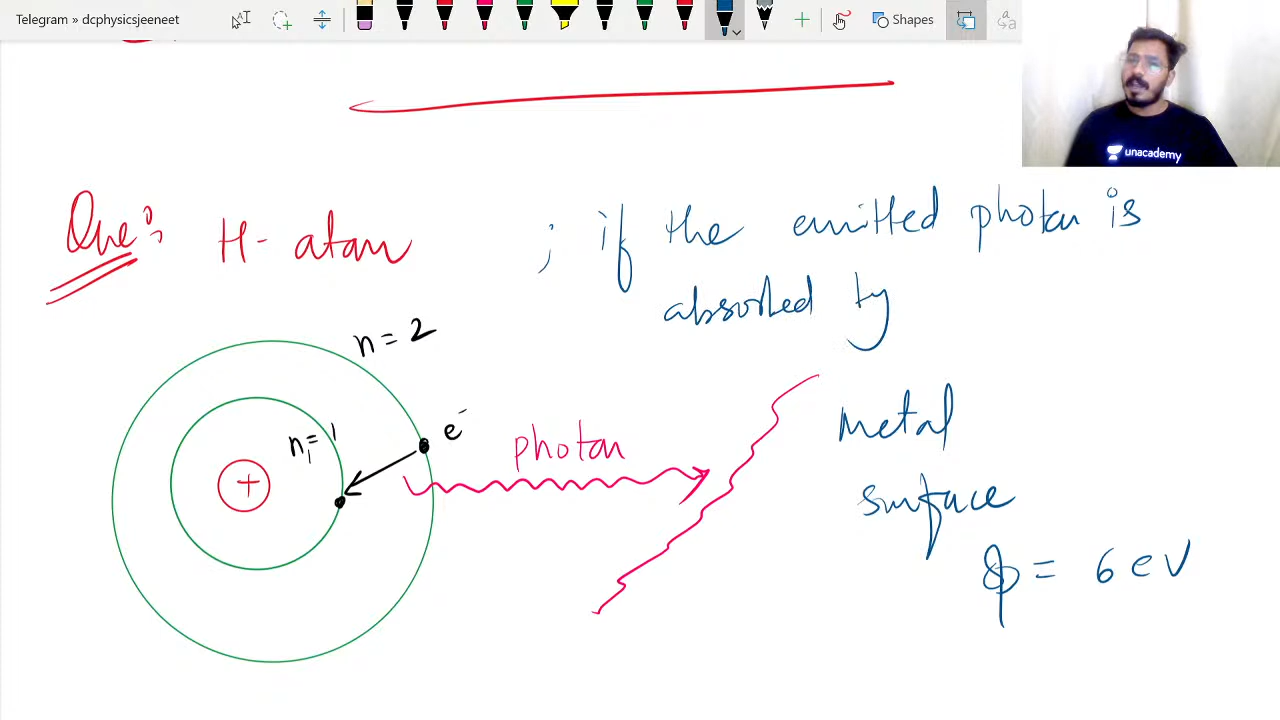 Telegram » dcphysicsjeeneet
Shapes
unacademy
Que: H-atom ; if the emitted photon is
absorbed by
n = 2
metal
n = 1
e⁻
photon
surface
+
ϕ = 6 eV